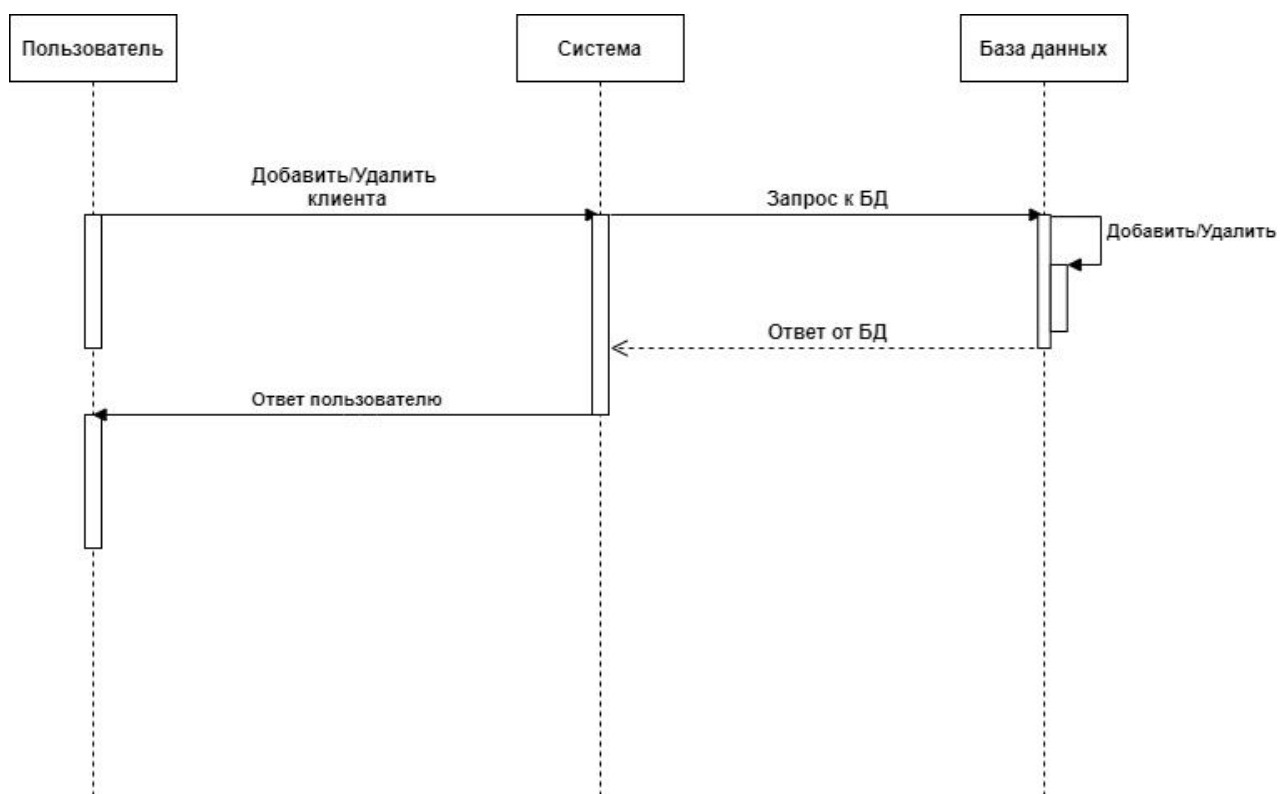 Пользователь
Система
База данных
Добавить/Удалить
клиента
Запрос к БД
Добавить/Удалить
Ответ от БД
Ответ пользователю